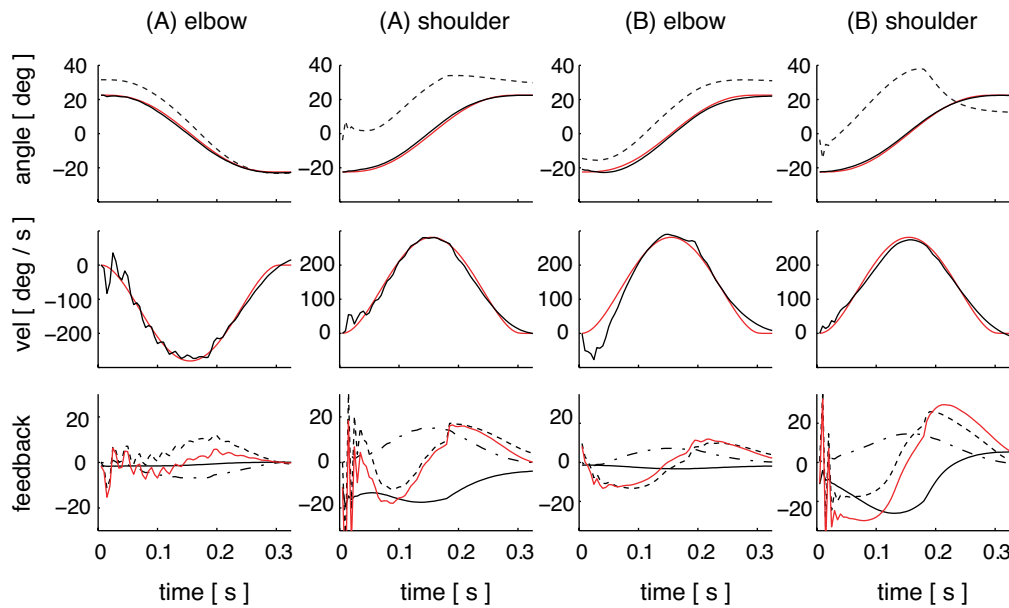 (A) elbow (A) shoulder (B) elbow (B) shoulder
angle [ deg ]
40 40 40 40
20 20 20 20
0 0 0 0
−20 −20 −20 −20
vel [ deg / s ]
0 200 200 200
−100 100 100 100
−200 0 0 0
feedback
20 20 20 20
0 0 0 0
−20 −20 −20 −20
0 0.1 0.2 0.3 0 0.1 0.2 0.3 0 0.1 0.2 0.3 0 0.1 0.2 0.3
time [ s ] time [ s ] time [ s ] time [ s ]